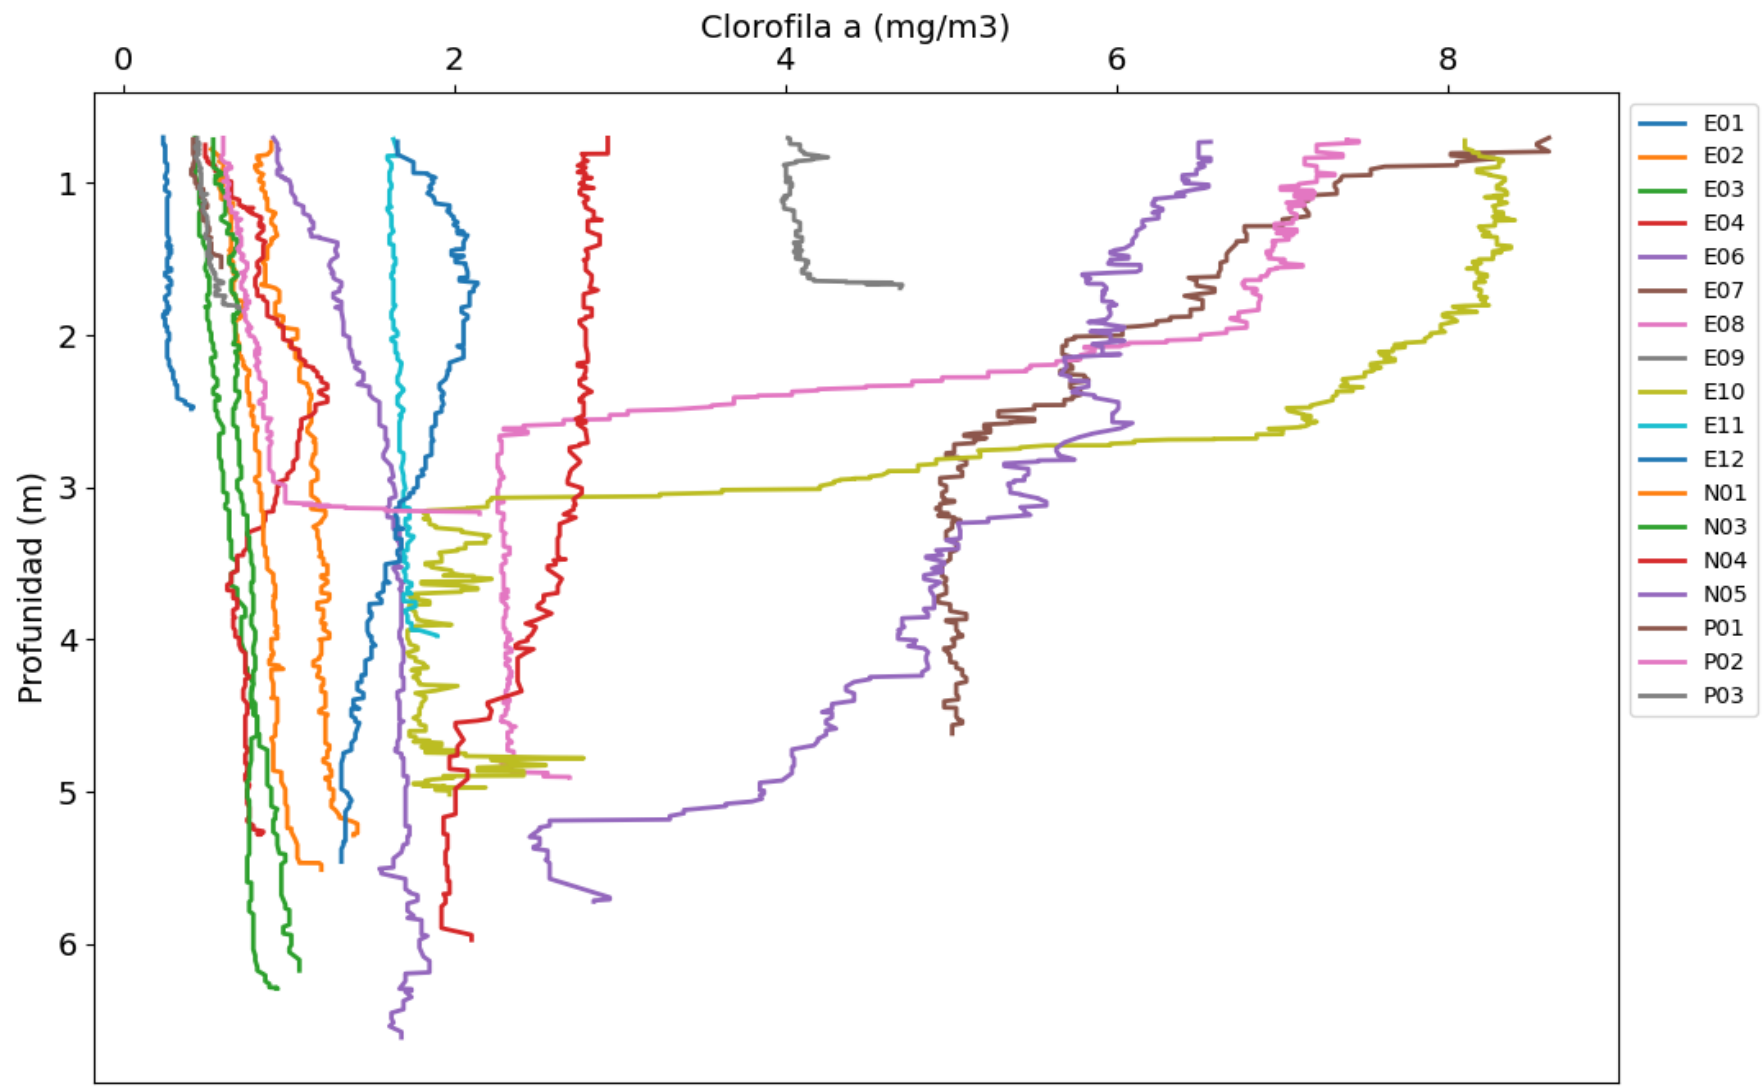 Clorofila a (mg/m3)
0 2 4 6 8
Profunidad (m)
1
2
3
4
5
6
E01
E02
E03
E04
E06
E07
E08
E09
E10
E11
E12
N01
N03
N04
N05
P01
P02
P03